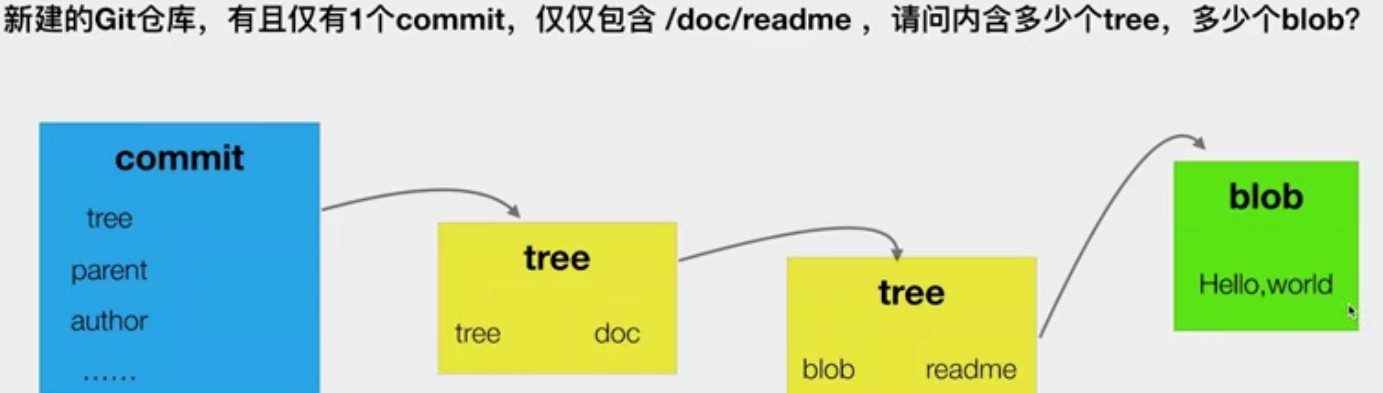 新建的Git仓库，有且仅有1个commit，仅仅包含 /doc/readme ，请问内含多少个tree，多少个blob？
commit
tree
parent
author
……
tree
tree doc
tree
blob readme
blob
Hello,world